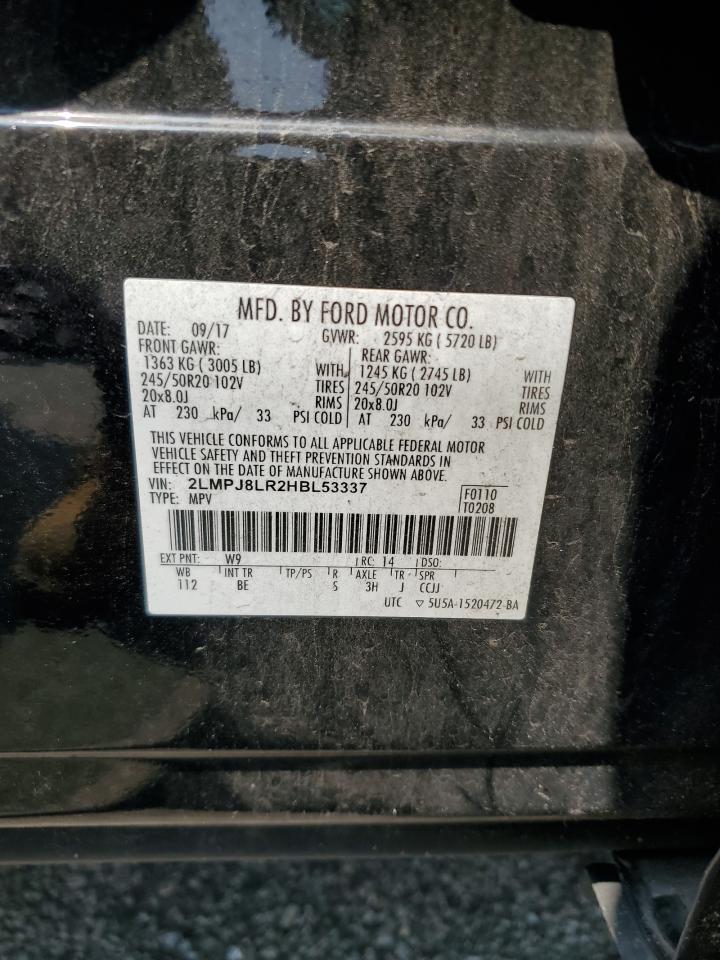 MFD. BY FORD MOTOR CO.
DATE: 09/17 GVWR: 2595 KG ( 5720 LB)
FRONT GAWR: REAR GAWR:
1363 KG ( 3005 LB) WITH 1245 KG ( 2745 LB) WITH
245/50R20 102V TIRES 245/50R20 102V TIRES
20x8.0J RIMS 20x8.0J RIMS
AT 230 kPa/ 33 PSI COLD AT 230 kPa/ 33 PSI COLD
THIS VEHICLE CONFORMS TO ALL APPLICABLE FEDERAL MOTOR
VEHICLE SAFETY AND THEFT PREVENTION STANDARDS IN
EFFECT ON THE DATE OF MANUFACTURE SHOWN ABOVE.
VIN: 2LMPJ8LR2HBL53337
TYPE: MPV
F0110
T0208
EXT PNT: W9 RC: 14 DSO:
WB INT TR TP/PS R AXLE TR SPR
112 BE S 3H J CCJJ
UTC ▽ 5U5A-1520472-BA